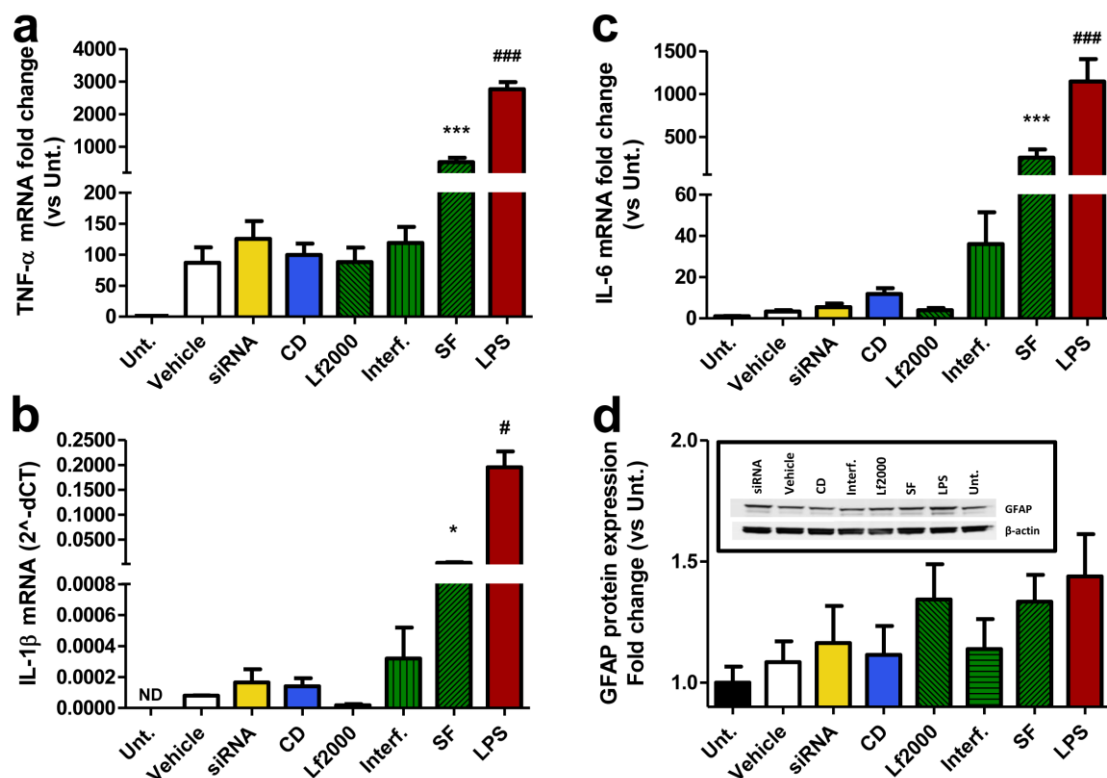 a
TNF-α mRNA fold change
(vs Unt.)
4000
3000
2000
1000
200
150
100
50
0
***
###
Unt.
Vehicle
siRNA
CD
Lf2000
Interf.
SF
LPS
c
IL-6 mRNA fold change
(vs Unt.)
1500
1000
500
60
40
20
0
***
###
Unt.
Vehicle
siRNA
CD
Lf2000
Interf.
SF
LPS
b
IL-1β mRNA (2^-dCT)
0.2500
0.2000
0.1500
0.1000
0.0500
0.0008
0.0006
0.0004
0.0002
0.0000
ND
*
#
Unt.
Vehicle
siRNA
CD
Lf2000
Interf.
SF
LPS
d
GFAP protein expression
Fold change (vs Unt.)
2.0
1.5
1.0
siRNA
Vehicle
CD
Interf.
Lf2000
SF
LPS
Unt.
GFAP
β-actin
Unt.
Vehicle
siRNA
CD
Lf2000
Interf.
SF
LPS